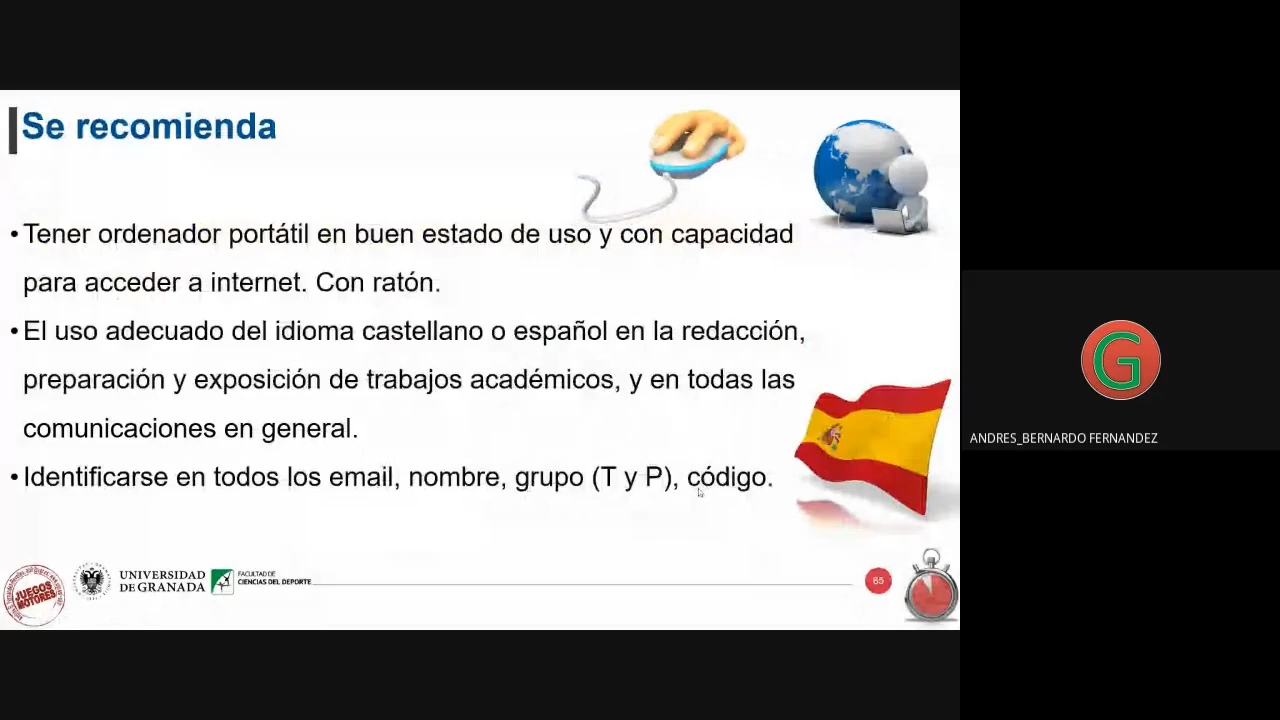 Se recomienda
• Tener ordenador portátil en buen estado de uso y con capacidad
para acceder a internet. Con ratón.
• El uso adecuado del idioma castellano o español en la redacción,
preparación y exposición de trabajos académicos, y en todas las
comunicaciones en general.
• Identificarse en todos los email, nombre, grupo (T y P), código.
JUEGOS
MOTORES
UNIVERSIDAD
DE GRANADA
FACULTAD DE
CIENCIAS DEL DEPORTE
65
G
ANDRES_BERNARDO FERNANDEZ